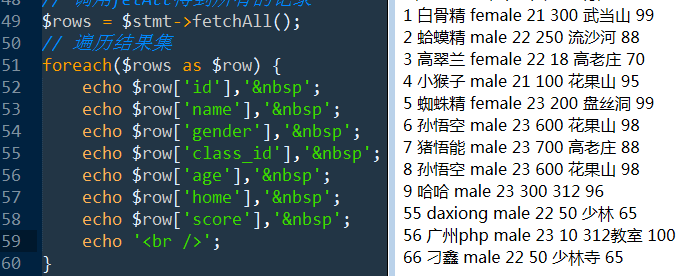 48 // 调用fetAll得到所有的记录
49 $rows = $stmt->fetchAll();
50 // 遍历结果集
51 foreach($rows as $row) {
52 echo $row['id'],'&nbsp';
53 echo $row['name'],'&nbsp';
54 echo $row['gender'],'&nbsp';
55 echo $row['class_id'],'&nbsp';
56 echo $row['age'],'&nbsp';
57 echo $row['home'],'&nbsp';
58 echo $row['score'],'&nbsp';
59 echo '<br />';
60 }
1 白骨精 female 21 300 武当山 99
2 蛤蟆精 male 22 250 流沙河 88
3 高翠兰 female 22 18 高老庄 70
4 小猴子 male 21 100 花果山 95
5 蜘蛛精 female 23 200 盘丝洞 99
6 孙悟空 male 23 600 花果山 98
7 猪悟能 male 23 700 高老庄 88
8 孙悟空 male 23 600 花果山 98
9 哈哈 male 23 300 312 96
55 daxiong male 22 50 少林 65
56 广州php male 23 10 312教室 100
66 刁鑫 male 22 50 少林寺 65